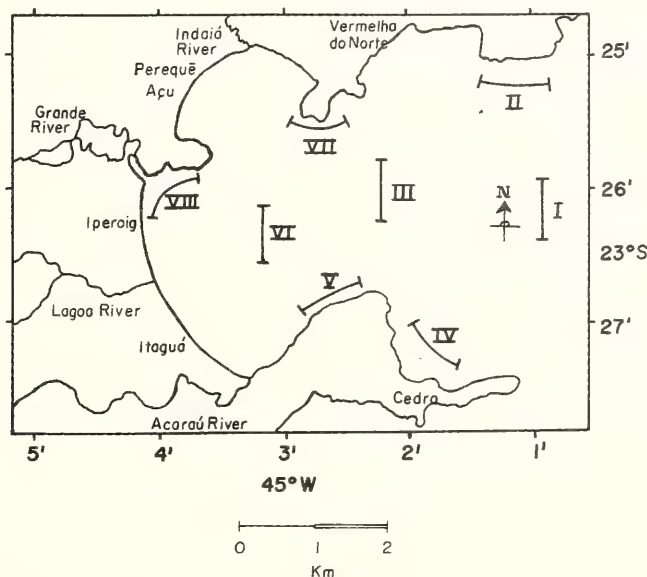 Indaiá
River
Vermelha
do Norte
25'
Perequê
Açu
II
Grande
River
VII
26'
III
N
I
VIII
Iperoig
VI
23°S
V
Lagoa River
27'
IV
Itaguá
Cedro
Acaraú River
5' 4' 3' 2' 1'
45°W
0 1 2
Km